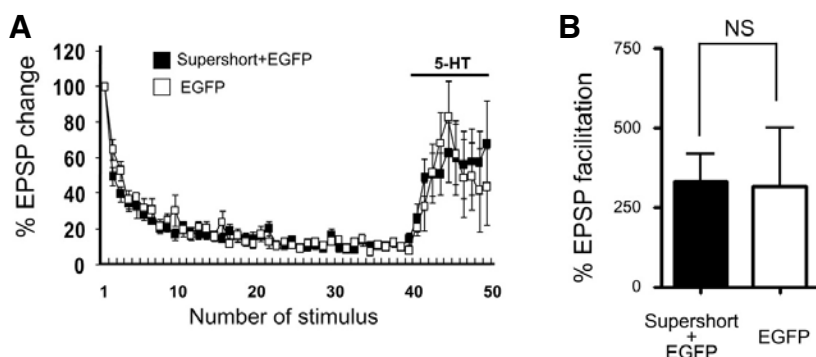 A
% EPSP change
120
100
80
60
40
20
0
Supershort+EGFP
EGFP
5-HT
1
10
20
30
40
50
Number of stimulus
B
% EPSP facilitation
750
500
250
0
NS
Supershort
+
EGFP
EGFP